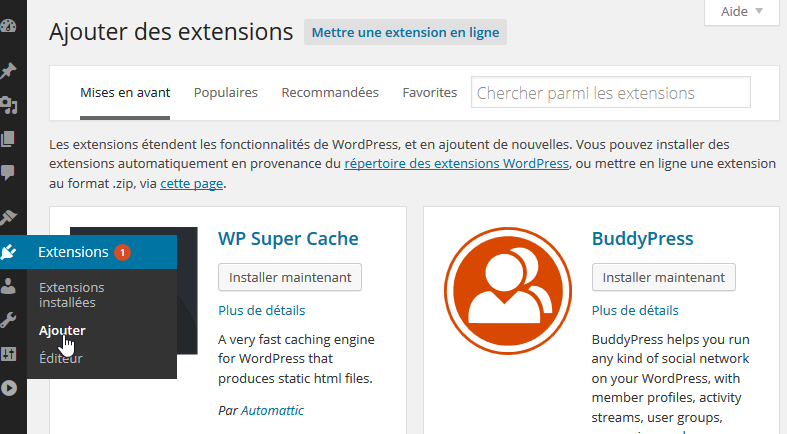 Aide
Ajouter des extensions
Mettre une extension en ligne
Mises en avant
Populaires
Recommandées
Favorites
Chercher parmi les extensions
Les extensions étendent les fonctionnalités de WordPress, et en ajoutent de nouvelles. Vous pouvez installer des
extensions automatiquement en provenance du répertoire des extensions WordPress, ou mettre en ligne une extension
au format .zip, via cette page.
Extensions 1
Extensions
installées
Ajouter
Éditeur
WP Super Cache
Installer maintenant
Plus de détails
A very fast caching engine
for WordPress that
produces static html files.
Par Automattic
BuddyPress
Installer maintenant
Plus de détails
BuddyPress helps you run
any kind of social network
on your WordPress, with
member profiles, activity
streams, user groups,